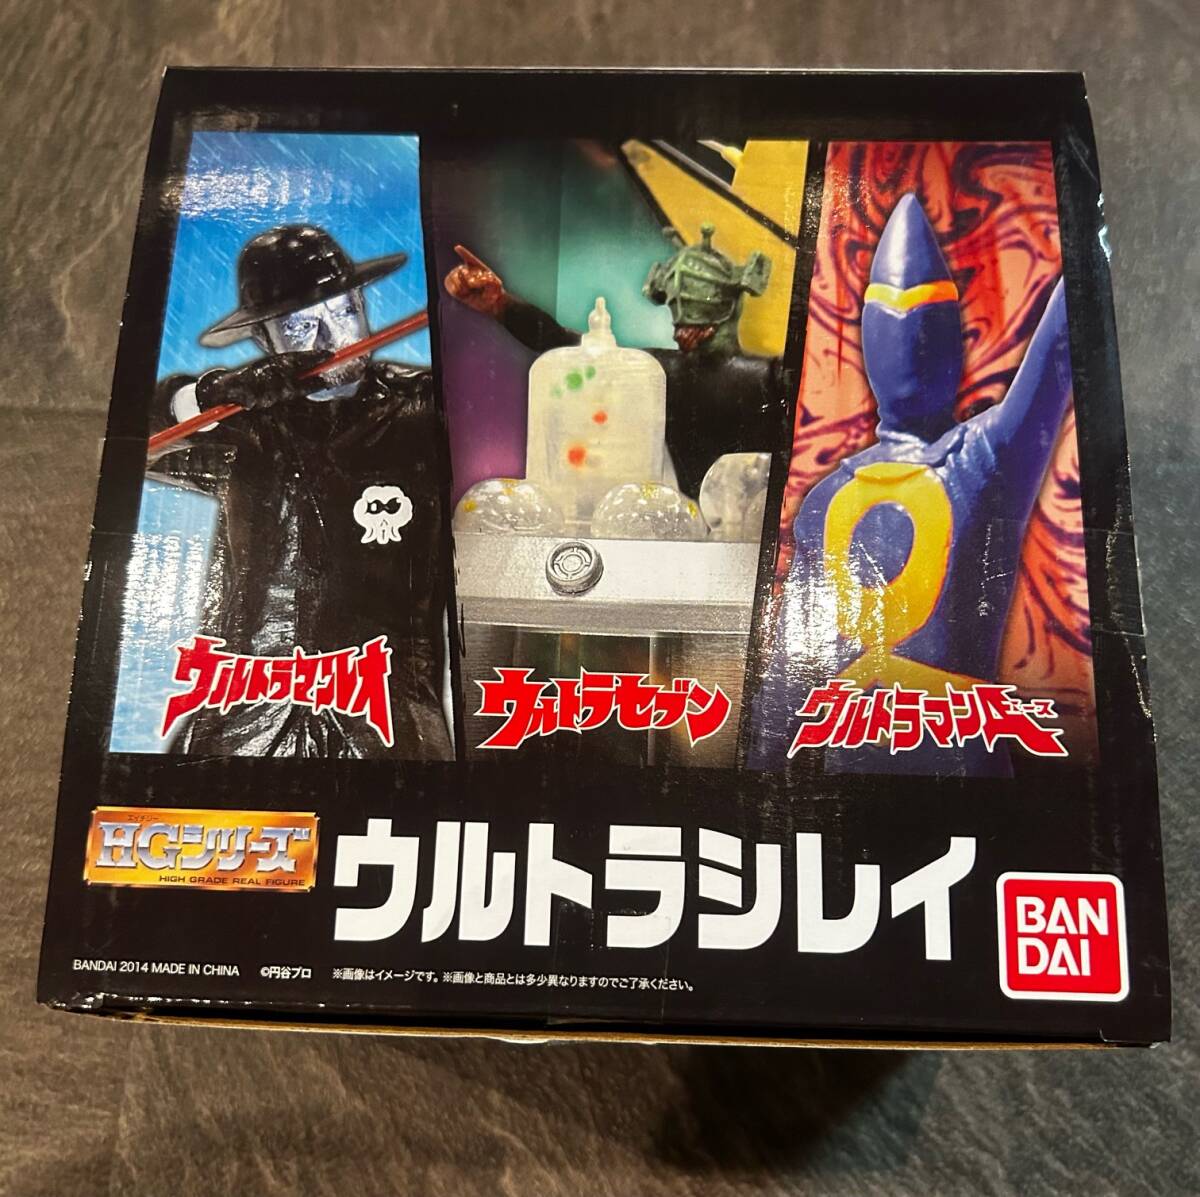 ウルトラマンレオ
ウルトラセブン
ウルトラマンA
エース
エイチジー
HGシリーズ
HIGH GRADE REAL FIGURE
ウルトラシレイ
BAN
DAI
BANDAI 2014 MADE IN CHINA ©円谷プロ ※画像はイメージです。※画像と商品とは多少異なりますのでご了承ください。